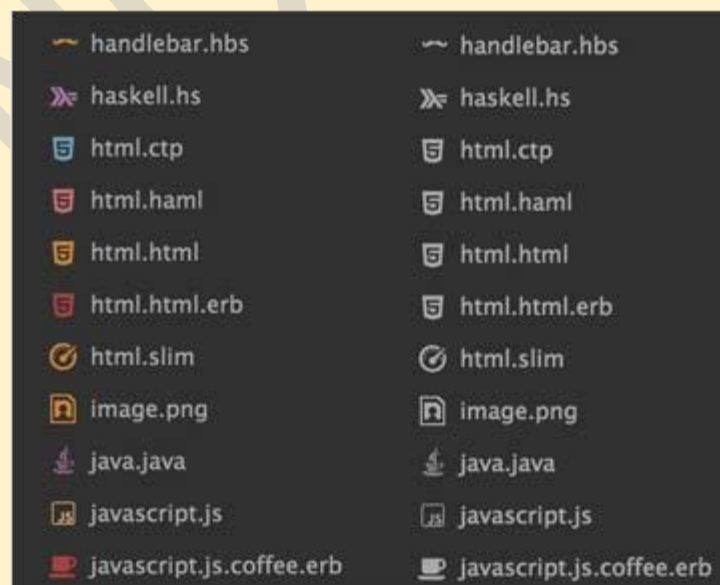 handlebar.hbs
haskell.hs
html.ctp
html.haml
html.html
html.html.erb
html.slim
image.png
java.java
javascript.js
javascript.js.coffee.erb
handlebar.hbs
haskell.hs
html.ctp
html.haml
html.html
html.html.erb
html.slim
image.png
java.java
javascript.js
javascript.js.coffee.erb